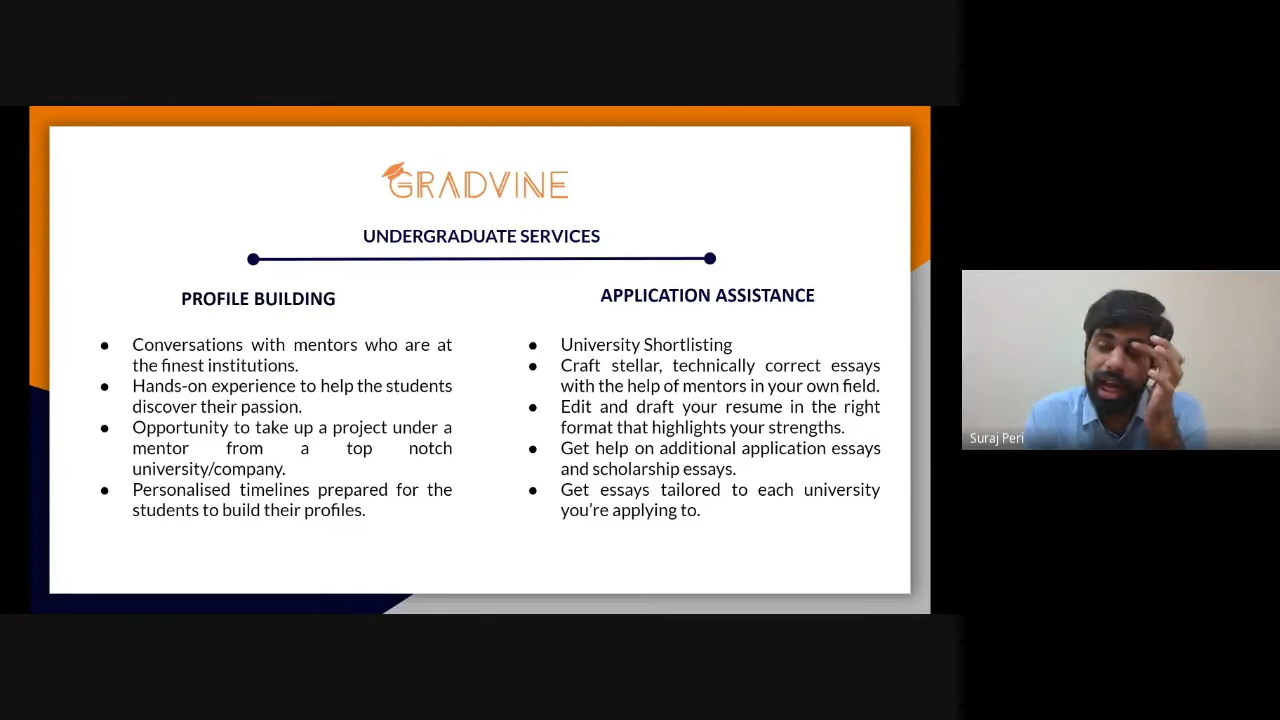 GRADVINE
UNDERGRADUATE SERVICES
PROFILE BUILDING
● Conversations with mentors who are at
the finest institutions.
● Hands-on experience to help the students
discover their passion.
● Opportunity to take up a project under a
mentor from a top notch
university/company.
● Personalised timelines prepared for the
students to build their profiles.
APPLICATION ASSISTANCE
● University Shortlisting
● Craft stellar, technically correct essays
with the help of mentors in your own field.
● Edit and draft your resume in the right
format that highlights your strengths.
● Get help on additional application essays
and scholarship essays.
● Get essays tailored to each university
you’re applying to.
Suraj Peri